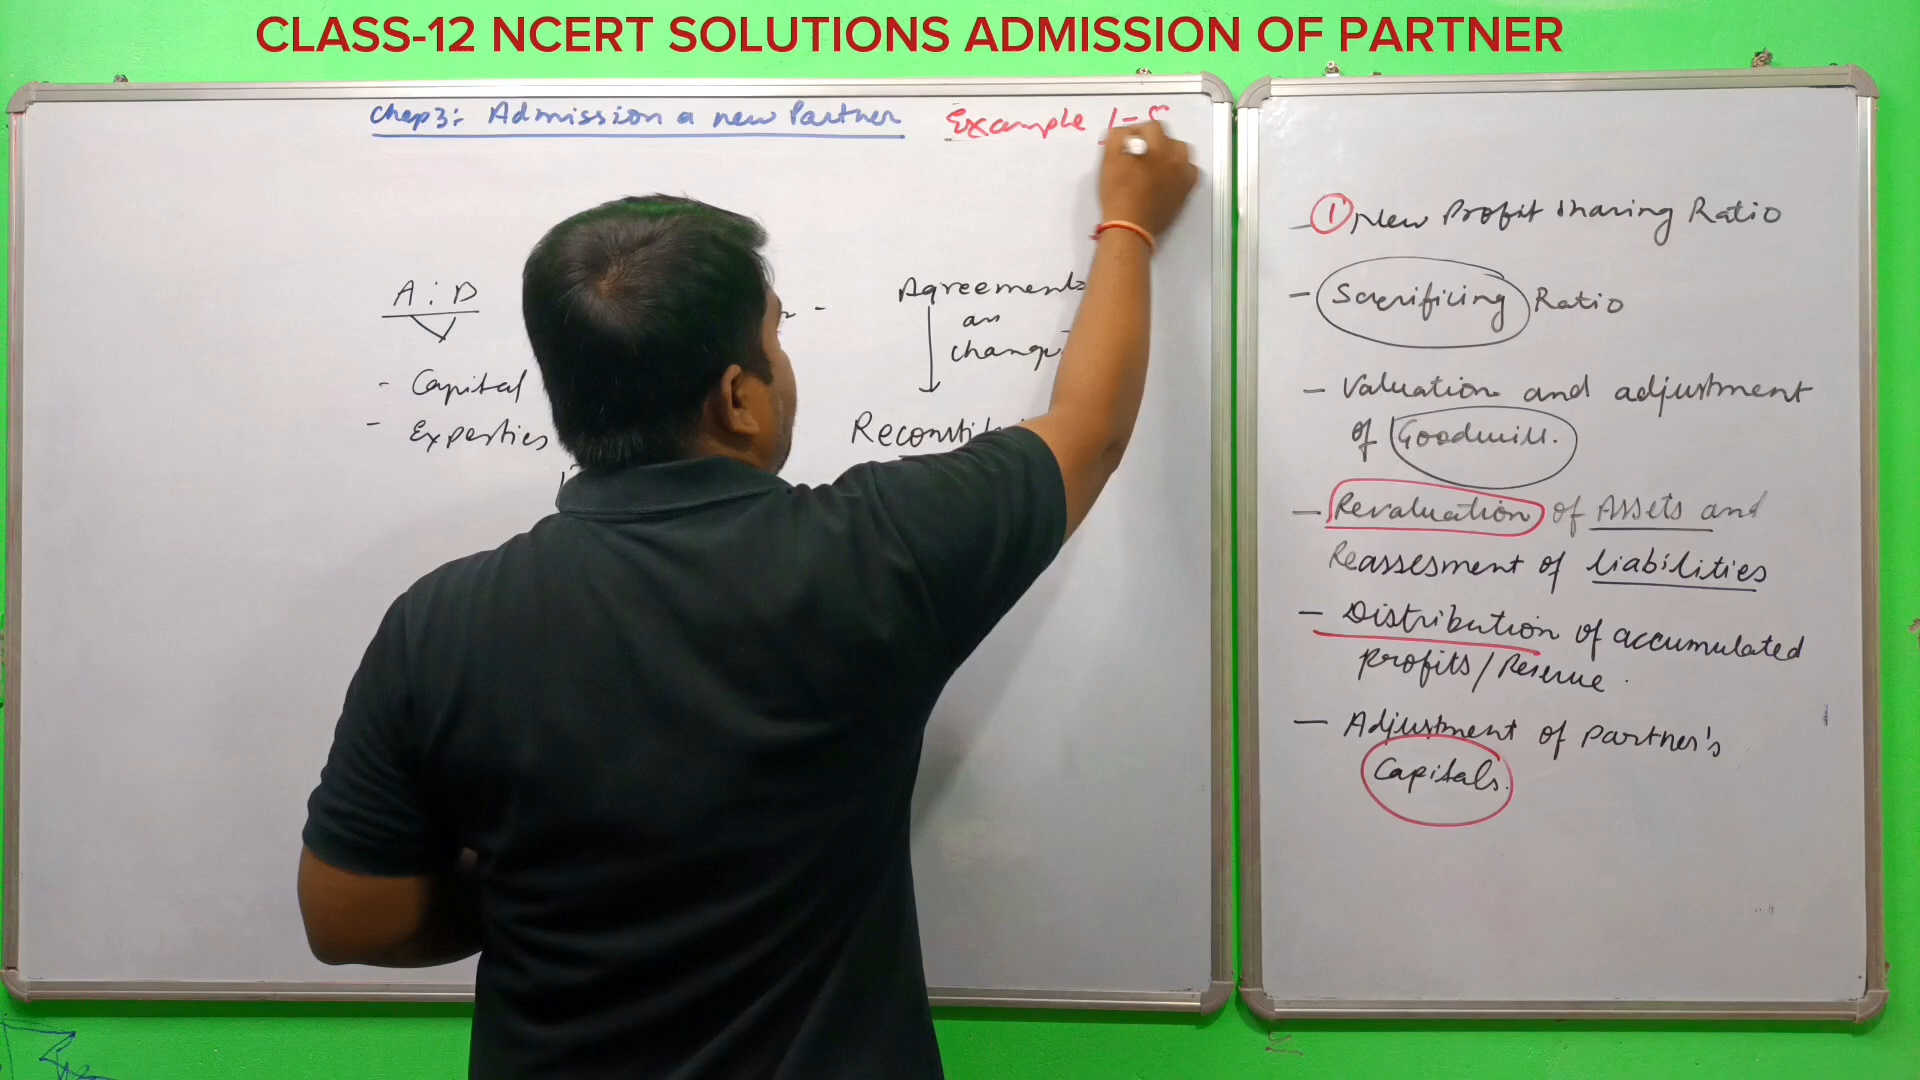 CLASS-12 NCERT SOLUTIONS ADMISSION OF PARTNER
Chap3: Admission a new Partner Example 1-5
A : B
- Capital
- Experties
Agreements
an
change
- ① New Profit sharing Ratio
- Sacrificing Ratio
- Valuation and adjustment
of Goodwill.
- Revaluation of Assets and
Reassesment of liabilities
- Distribution of accumulated
profits/Reserve.
- Adjustment of partner's
Capitals.